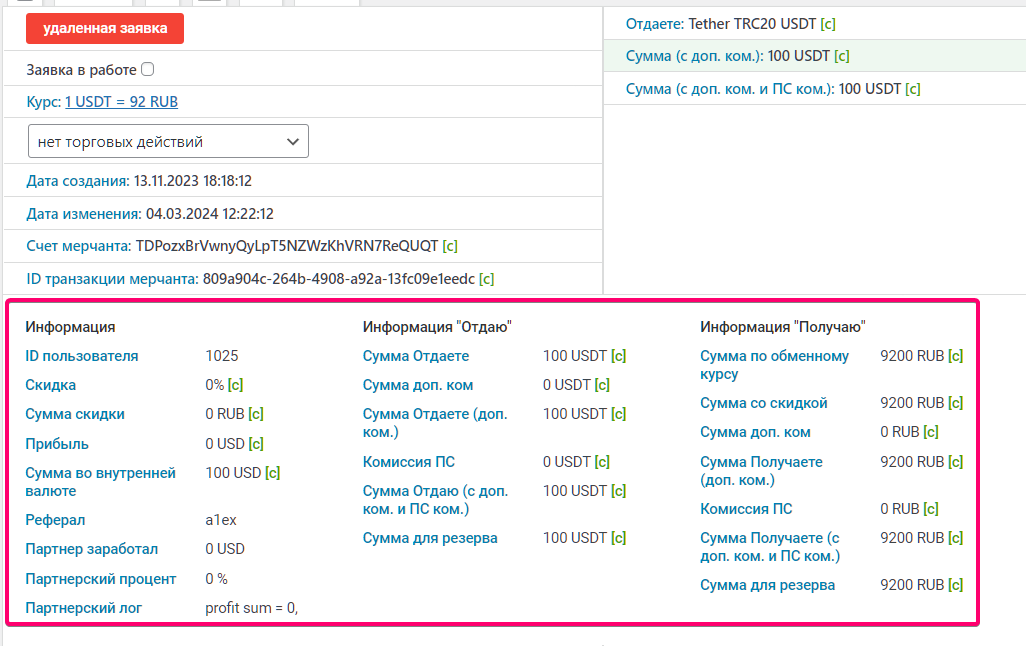 удаленная заявка
Заявка в работе
Курс: 1 USDT = 92 RUB
нет торговых действий
Дата создания: 13.11.2023 18:18:12
Дата изменения: 04.03.2024 12:22:12
Счет мерчанта: TDPozxBrVwnyQyLpT5NZWzKhVRN7ReQUQT [c]
ID транзакции мерчанта: 809a904c-264b-4908-a92a-13fc09e1eedc [c]
Отдаете: Tether TRC20 USDT [c]
Сумма (с доп. ком.): 100 USDT [c]
Сумма (с доп. ком. и ПС ком.): 100 USDT [c]
Информация
ID пользователя 1025
Скидка 0% [c]
Сумма скидки 0 RUB [c]
Прибыль 0 USD [c]
Сумма во внутренней 100 USD [c]
валюте
Реферал a1ex
Партнер заработал 0 USD
Партнерский процент 0 %
Партнерский лог profit sum = 0,
Информация "Отдаю"
Сумма Отдаете 100 USDT [c]
Сумма доп. ком 0 USDT [c]
Сумма Отдаете (доп. 100 USDT [c]
ком.)
Комиссия ПС 0 USDT [c]
Сумма Отдаю (с доп. 100 USDT [c]
ком. и ПС ком.)
Сумма для резерва 100 USDT [c]
Информация "Получаю"
Сумма по обменному 9200 RUB [c]
курсу
Сумма со скидкой 9200 RUB [c]
Сумма доп. ком 0 RUB [c]
Сумма Получаете 9200 RUB [c]
(доп. ком.)
Комиссия ПС 0 RUB [c]
Сумма Получаете (с 9200 RUB [c]
доп. ком. и ПС ком.)
Сумма для резерва 9200 RUB [c]